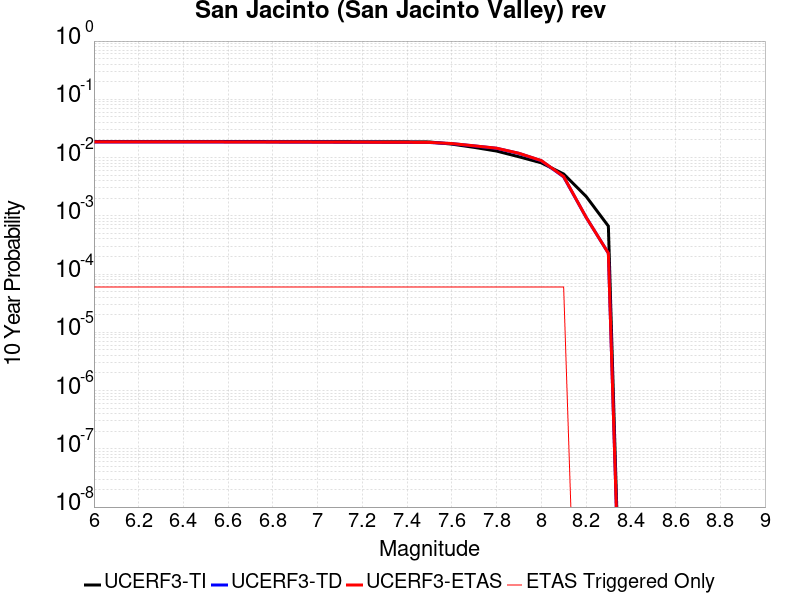 San Jacinto (San Jacinto Valley) rev
10 0
10 -1
10 -2
10 -3
10 -4
10 -5
10 -6
10 -7
10 -8
10 Year Probability
6 6.2 6.4 6.6 6.8 7 7.2 7.4 7.6 7.8 8 8.2 8.4 8.6 8.8 9
Magnitude
UCERF3-TI UCERF3-TD UCERF3-ETAS ETAS Triggered Only